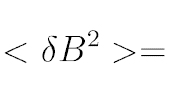 < δB² > =